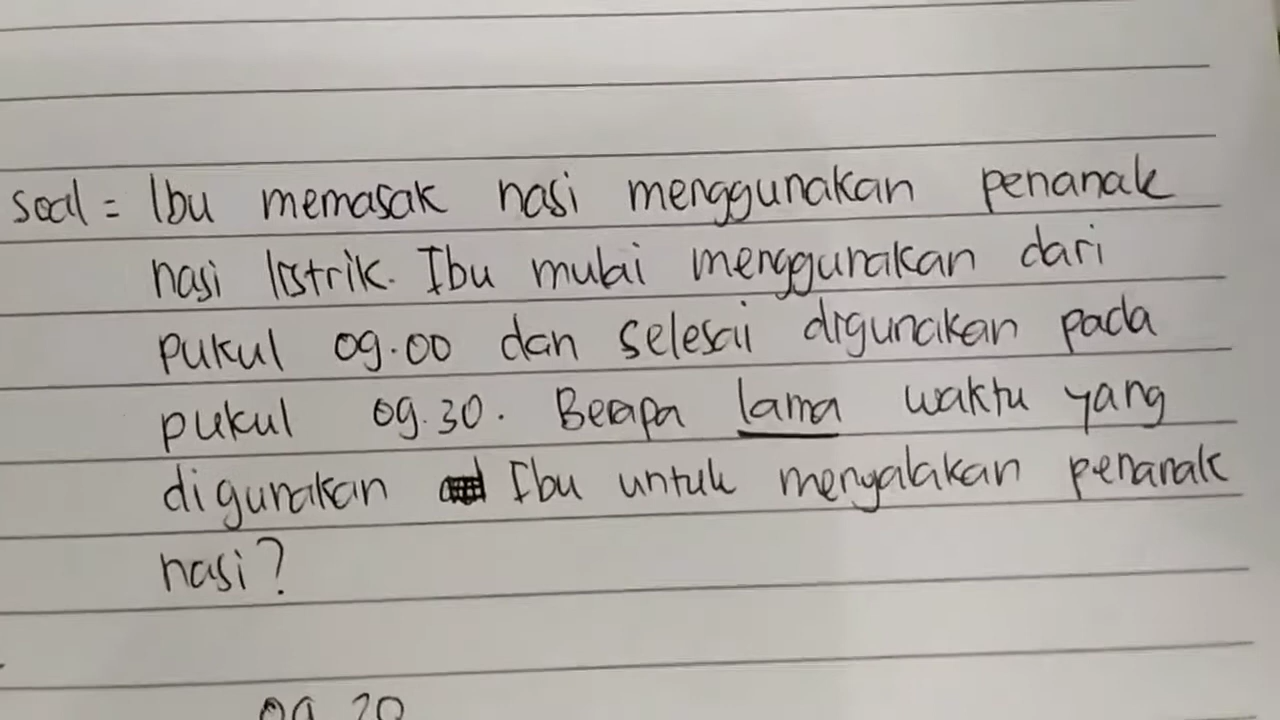 Soal = Ibu memasak nasi menggunakan penanak
nasi listrik. Ibu mulai menggunakan dari
pukul 09.00 dan selesai digunakan pada
pukul 09.30. Berapa lama waktu yang
digunakan Ibu untuk menyalakan penanak
nasi?